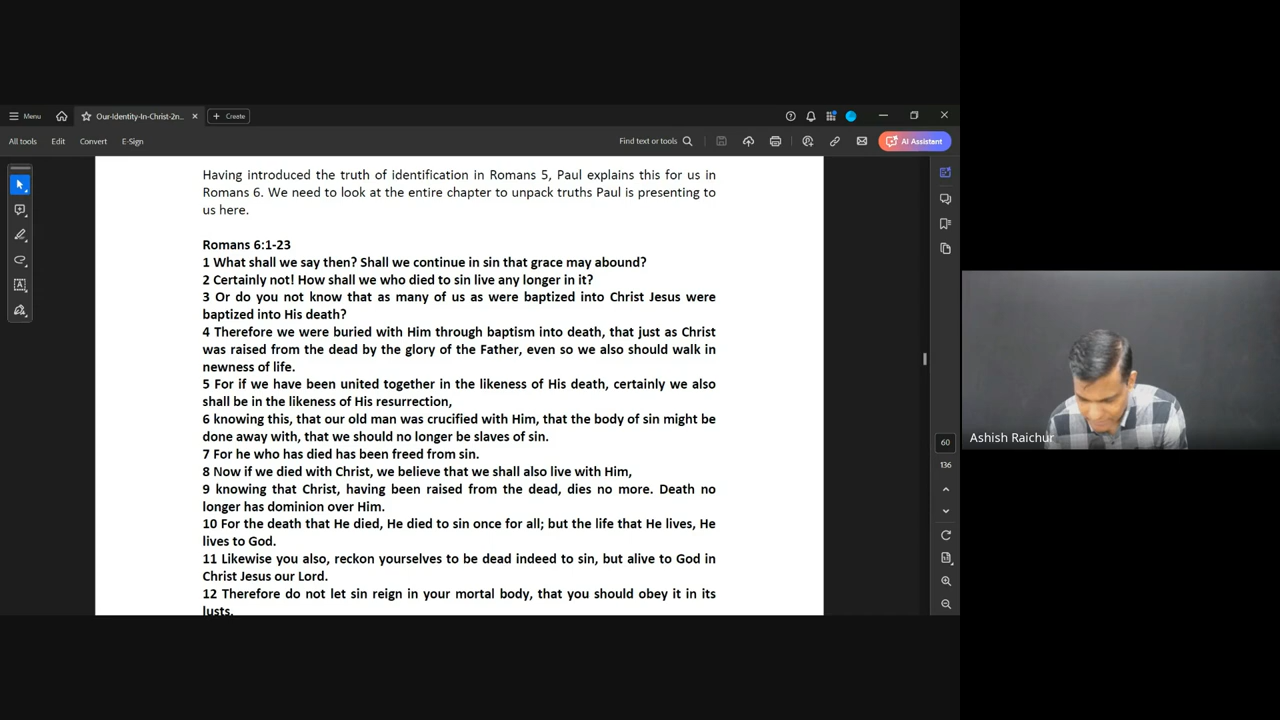 Menu
Our-Identity-In-Christ-2n...
Create
All tools
Edit
Convert
E-Sign
Find text or tools
AI Assistant
Having introduced the truth of identification in Romans 5, Paul explains this for us in
Romans 6. We need to look at the entire chapter to unpack truths Paul is presenting to
us here.
Romans 6:1-23
1 What shall we say then? Shall we continue in sin that grace may abound?
2 Certainly not! How shall we who died to sin live any longer in it?
3 Or do you not know that as many of us as were baptized into Christ Jesus were
baptized into His death?
4 Therefore we were buried with Him through baptism into death, that just as Christ
was raised from the dead by the glory of the Father, even so we also should walk in
newness of life.
5 For if we have been united together in the likeness of His death, certainly we also
shall be in the likeness of His resurrection,
6 knowing this, that our old man was crucified with Him, that the body of sin might be
done away with, that we should no longer be slaves of sin.
7 For he who has died has been freed from sin.
8 Now if we died with Christ, we believe that we shall also live with Him,
9 knowing that Christ, having been raised from the dead, dies no more. Death no
longer has dominion over Him.
10 For the death that He died, He died to sin once for all; but the life that He lives, He
lives to God.
11 Likewise you also, reckon yourselves to be dead indeed to sin, but alive to God in
Christ Jesus our Lord.
12 Therefore do not let sin reign in your mortal body, that you should obey it in its
lusts.
60
136
Ashish Raichur